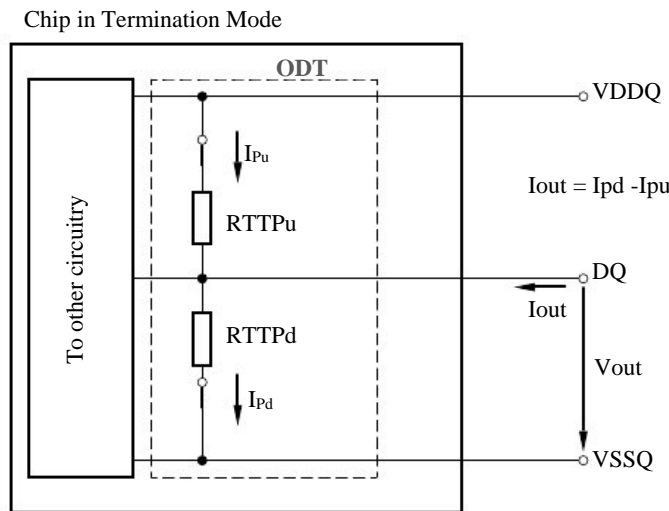 Chip in Termination Mode
ODT
VDDQ
IPu
Iout = Ipd -Ipu
RTTPu
To other circuitry
DQ
Iout
RTTPd
Vout
IPd
VSSQ